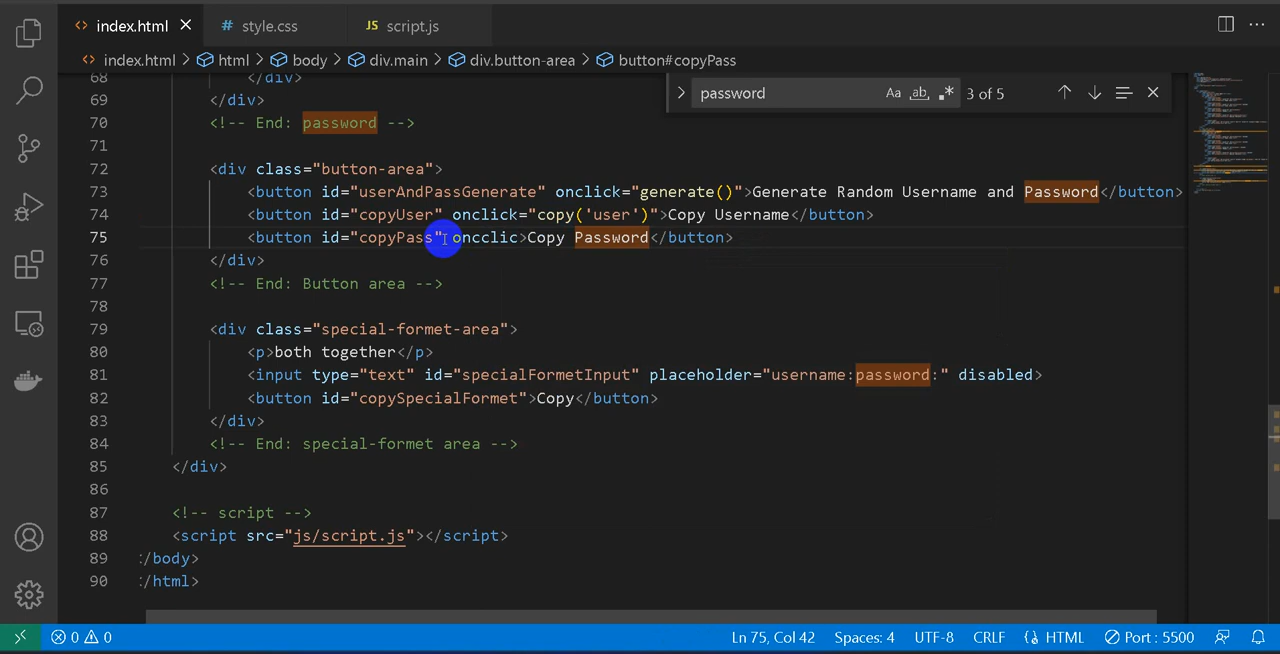 index.html
style.css
JS script.js
index.html > html > body > div.main > div.button-area > button#copyPass
password Aa ab .* 3 of 5
68 </div>
69 </div>
70 <!-- End: password -->
71
72 <div class="button-area">
73 <button id="userAndPassGenerate" onclick="generate()">Generate Random Username and Password</button>
74 <button id="copyUser" onclick="copy('user')">Copy Username</button>
75 <button id="copyPass" oncclic>Copy Password</button>
76 </div>
77 <!-- End: Button area -->
78
79 <div class="special-formet-area">
80 <p>both together</p>
81 <input type="text" id="specialFormetInput" placeholder="username:password:" disabled>
82 <button id="copySpecialFormet">Copy</button>
83 </div>
84 <!-- End: special-formet area -->
85 </div>
86
87 <!-- script -->
88 <script src="js/script.js"></script>
89 </body>
90 </html>
0 0 Ln 75, Col 42 Spaces: 4 UTF-8 CRLF HTML Port : 5500